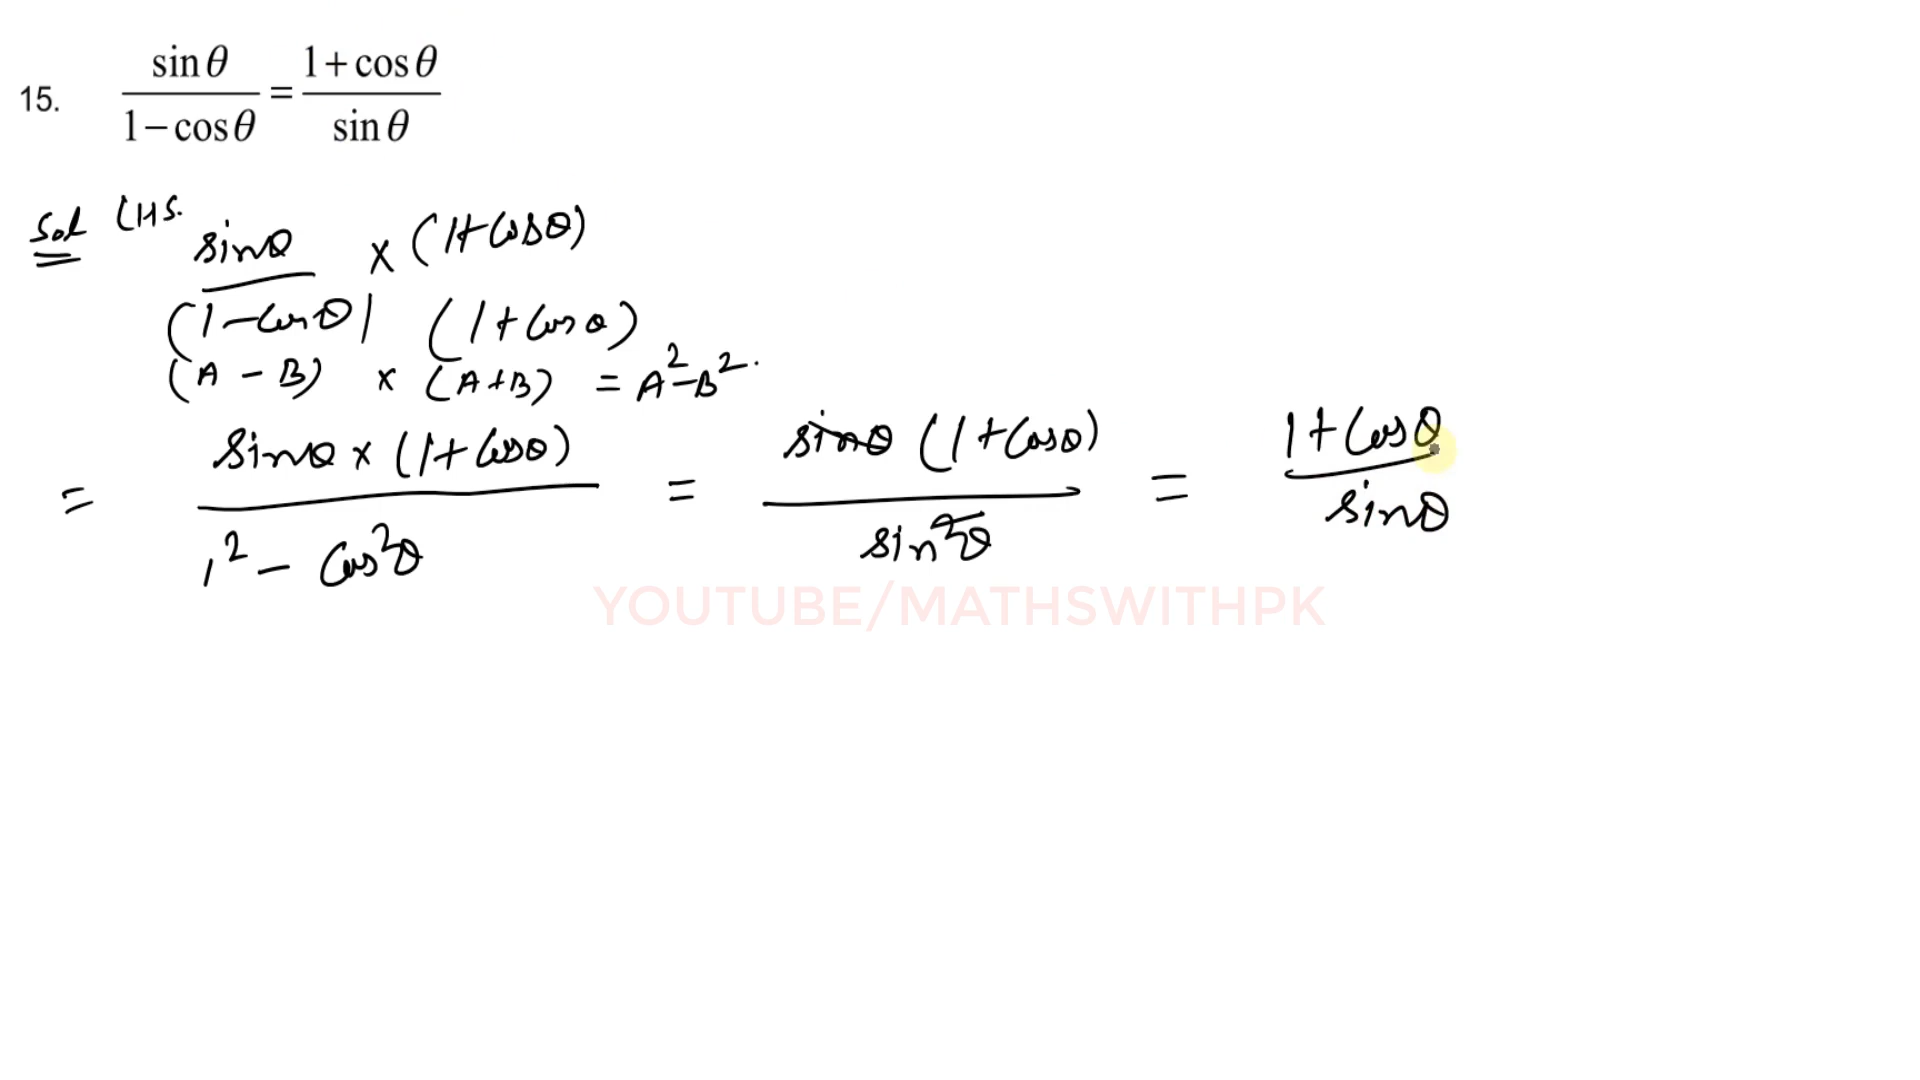 15. sinθ / 1−cosθ = 1+cosθ / sinθ
Sol LHS.
sinθ / (1−Cosθ) × (1+Cosθ) / (1+Cosθ)
(A − B) × (A+B) = A²−B².
= sinθ × (1+Cosθ) / 1² − Cos²θ = sinθ (1+Cosθ) / sin²θ = 1+Cosθ / sinθ
YOUTUBE/MATHSWITHPK